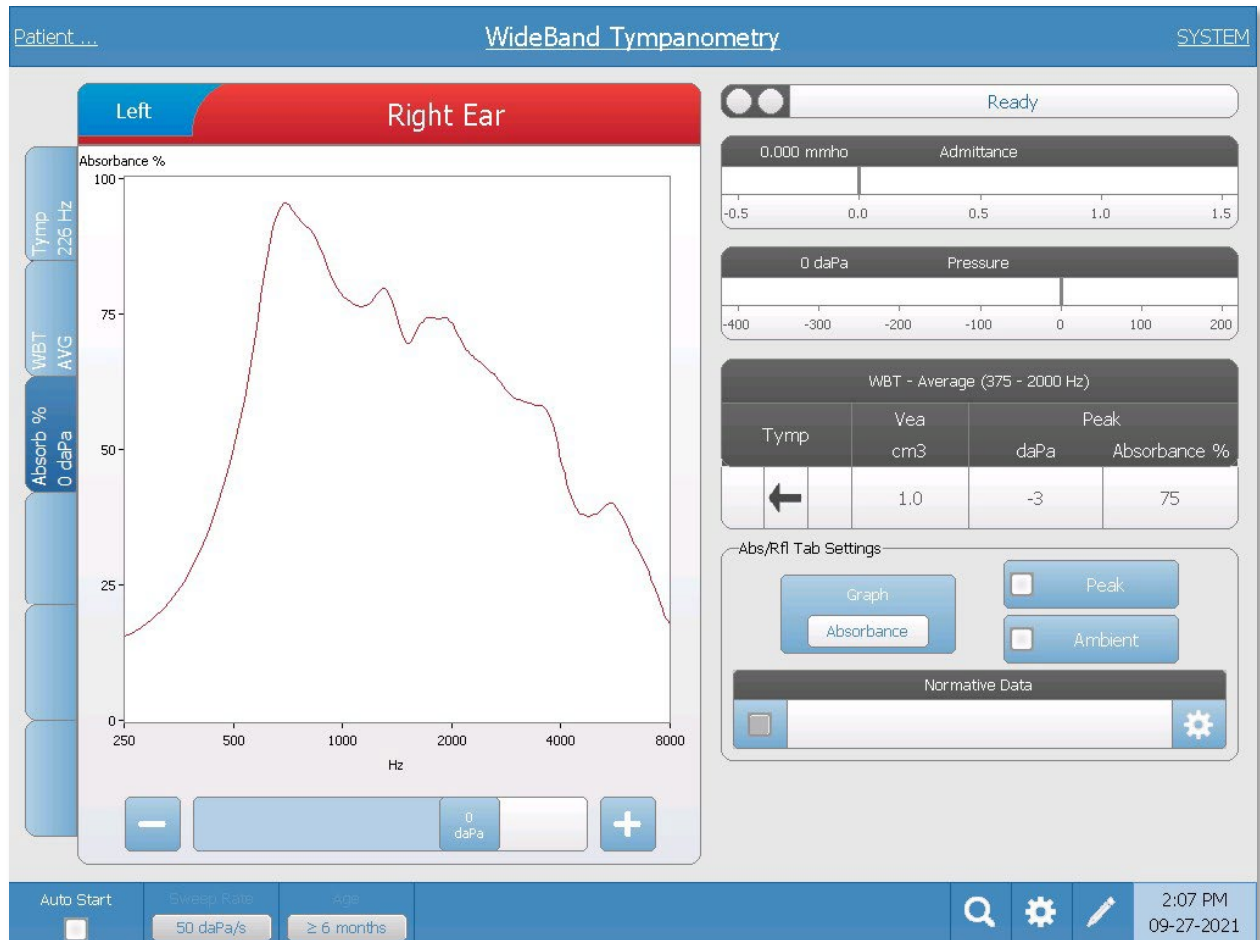 Patient ...
WideBand Tympanometry
SYSTEM
Left
Right Ear
Absorbance %
100
75
50
25
0
250 500 1000 2000 4000 8000
Hz
Tymp
226 Hz
WBT
AVG
Absorb %
0 daPa
0
daPa
Ready
0.000 mmho Admittance
-0.5 0.0 0.5 1.0 1.5
0 daPa Pressure
-400 -300 -200 -100 0 100 200
WBT - Average (375 - 2000 Hz)
Tymp Vea Peak
cm3 daPa Absorbance %
1.0 -3 75
Abs/Rfl Tab Settings
Graph
Absorbance
Peak
Ambient
Normative Data
Auto Start
Sweep Rate
50 daPa/s
Age
≥ 6 months
2:07 PM
09-27-2021